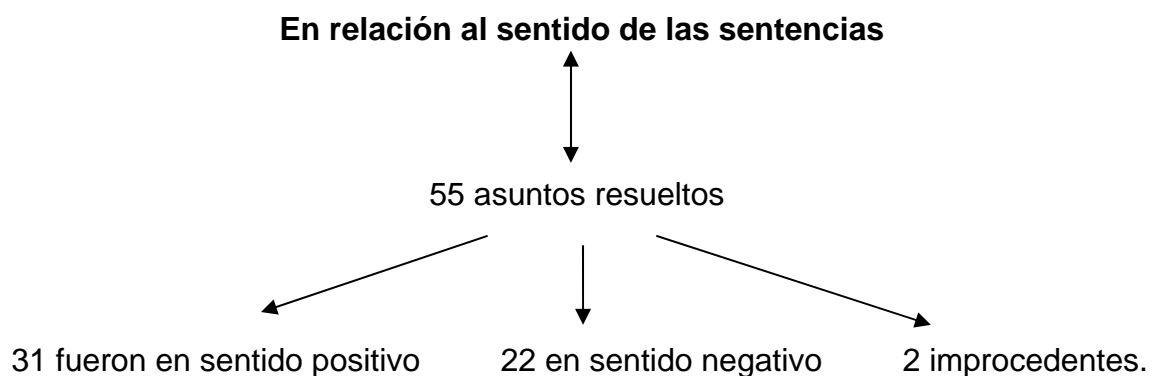 En relación al sentido de las sentencias
55 asuntos resueltos
31 fueron en sentido positivo 22 en sentido negativo 2 improcedentes.